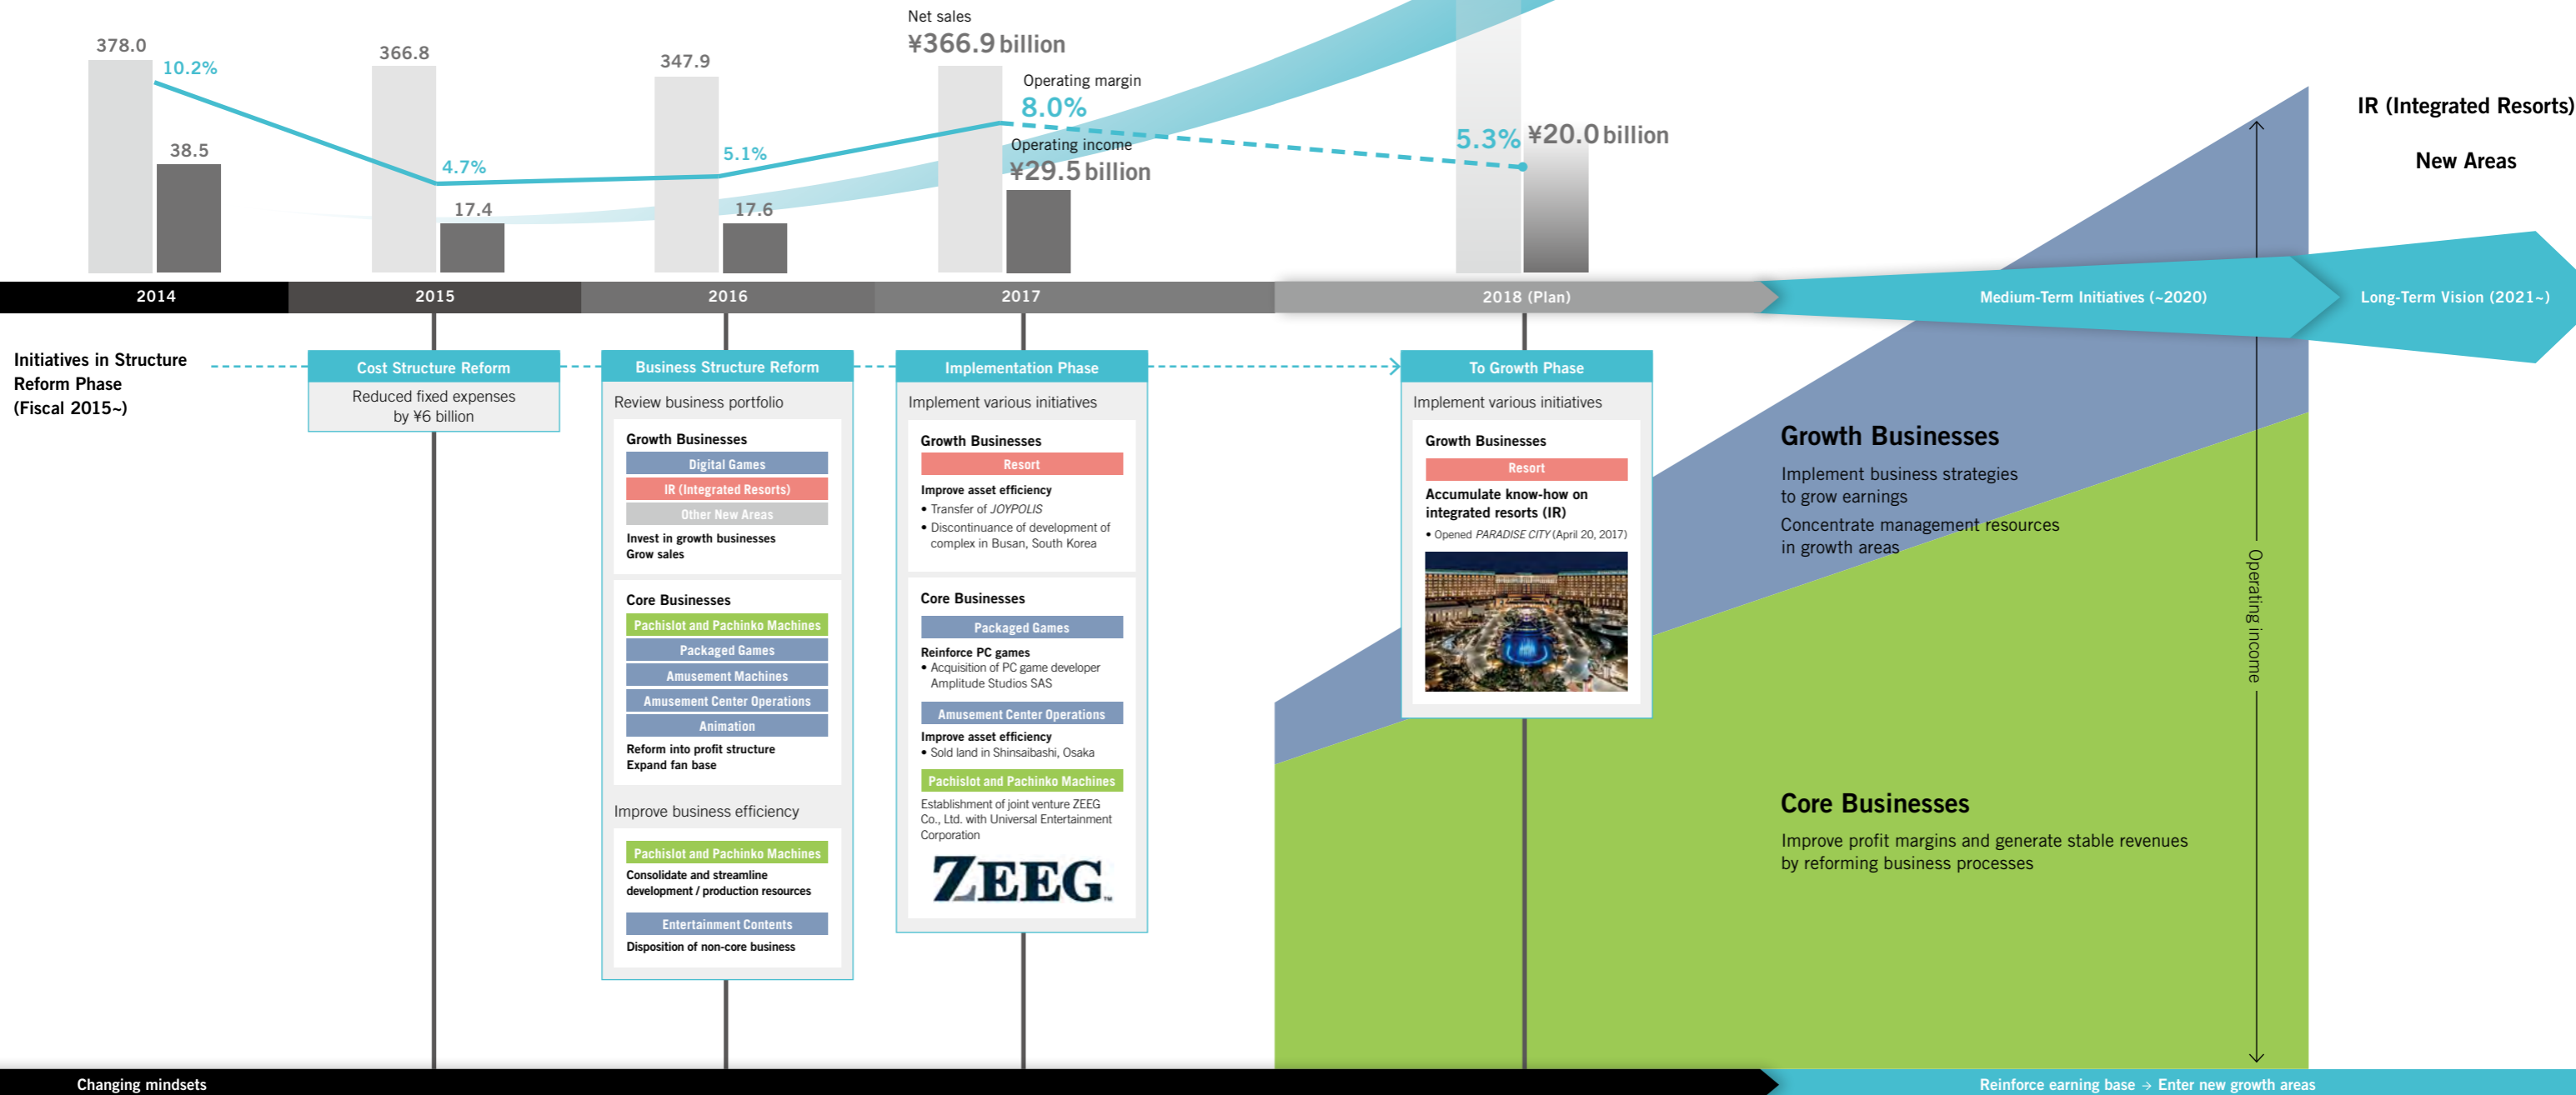 Net sales
¥366.9 billion
378.0
10.2%
38.5
366.8
4.7%
17.4
347.9
5.1%
17.6
Operating margin
8.0%
Operating income
¥29.5 billion
5.3%
¥20.0 billion
IR (Integrated Resorts)
New Areas
2014
2015
2016
2017
2018 (Plan)
Medium-Term Initiatives (~2020)
Long-Term Vision (2021~)
Initiatives in Structure
Reform Phase
(Fiscal 2015~)
Cost Structure Reform
Reduced fixed expenses
by ¥6 billion
Business Structure Reform
Review business portfolio
Growth Businesses
Digital Games
IR (Integrated Resorts)
Other New Areas
Invest in growth businesses
Grow sales
Core Businesses
Pachislot and Pachinko Machines
Packaged Games
Amusement Machines
Amusement Center Operations
Animation
Reform into profit structure
Expand fan base
Improve business efficiency
Pachislot and Pachinko Machines
Consolidate and streamline
development / production resources
Entertainment Contents
Disposition of non-core business
Implementation Phase
Implement various initiatives
Growth Businesses
Resort
Improve asset efficiency
• Transfer of JOYPOLIS
• Discontinuance of development of
complex in Busan, South Korea
Core Businesses
Packaged Games
Reinforce PC games
• Acquisition of PC game developer
Amplitude Studios SAS
Amusement Center Operations
Improve asset efficiency
• Sold land in Shinsaibashi, Osaka
Pachislot and Pachinko Machines
Establishment of joint venture ZEEG
Co., Ltd. with Universal Entertainment
Corporation
ZEEG™
To Growth Phase
Implement various initiatives
Growth Businesses
Resort
Accumulate know-how on
integrated resorts (IR)
• Opened PARADISE CITY (April 20, 2017)
Growth Businesses
Implement business strategies
to grow earnings
Concentrate management resources
in growth areas
Operating income
Core Businesses
Improve profit margins and generate stable revenues
by reforming business processes
Changing mindsets
Reinforce earning base → Enter new growth areas